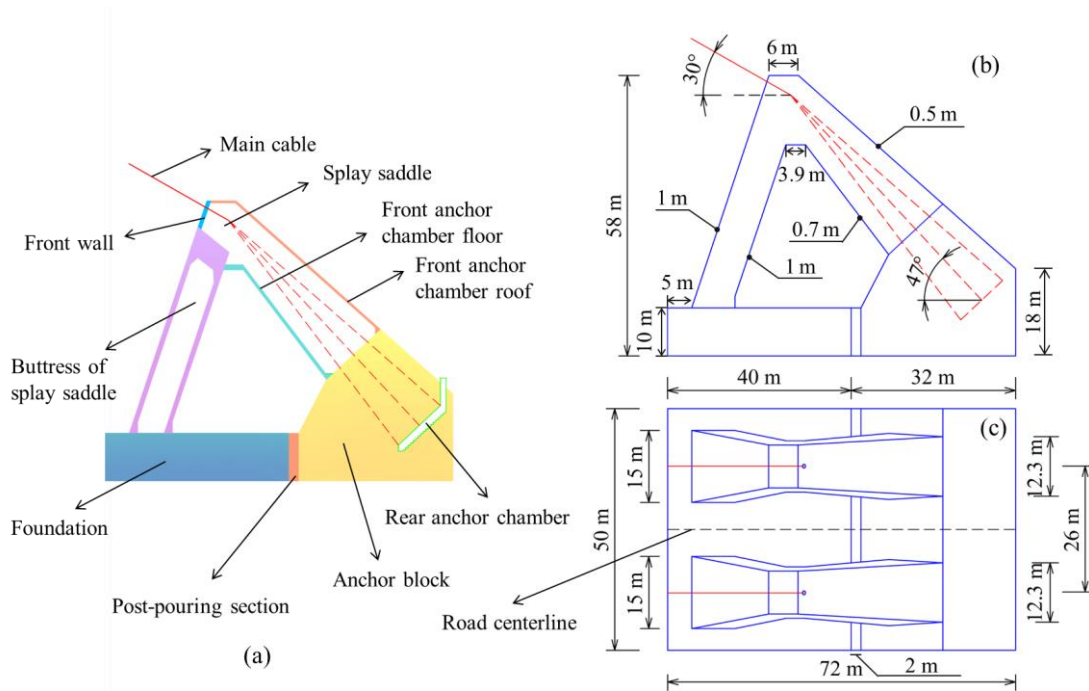 Main cable
Splay saddle
Front wall
Front anchor
chamber floor
Front anchor
chamber roof
Buttress of
splay saddle
Foundation
Rear anchor chamber
Anchor block
Post-pouring section
Road centerline
(a)
(b)
6 m
30°
0.5 m
58 m
3.9 m
1 m
0.7 m
1 m
47°
5 m
10 m
18 m
40 m
32 m
(c)
15 m
12.3 m
50 m
26 m
15 m
12.3 m
72 m
2 m